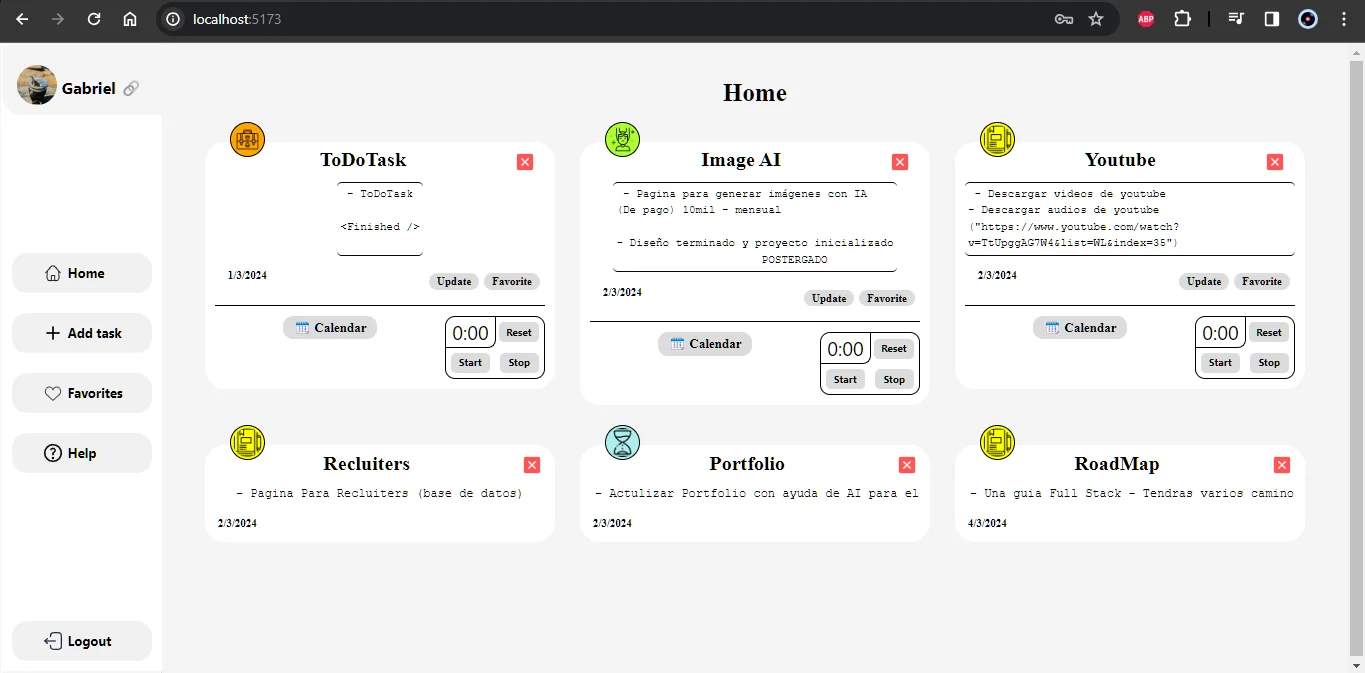 localhost:5173
ABP
Gabriel
Home
Add task
Favorites
Help
Logout
Home
ToDoTask
- ToDoTask
<Finished />
1/3/2024
Update Favorite
Calendar
0:00 Reset
Start Stop
Image AI
- Pagina para generar imágenes con IA
(De pago) 10mil - mensual
- Diseño terminado y proyecto inicializado
POSTERGADO
2/3/2024
Update Favorite
Calendar
0:00 Reset
Start Stop
Youtube
- Descargar videos de youtube
- Descargar audios de youtube
("https://www.youtube.com/watch?
v=TtUpggAG7W4&list=WL&index=35")
2/3/2024
Update Favorite
Calendar
0:00 Reset
Start Stop
Recluiters
- Pagina Para Recluiters (base de datos)
2/3/2024
Portfolio
- Actulizar Portfolio con ayuda de AI para el
2/3/2024
RoadMap
- Una guia Full Stack - Tendras varios camino
4/3/2024